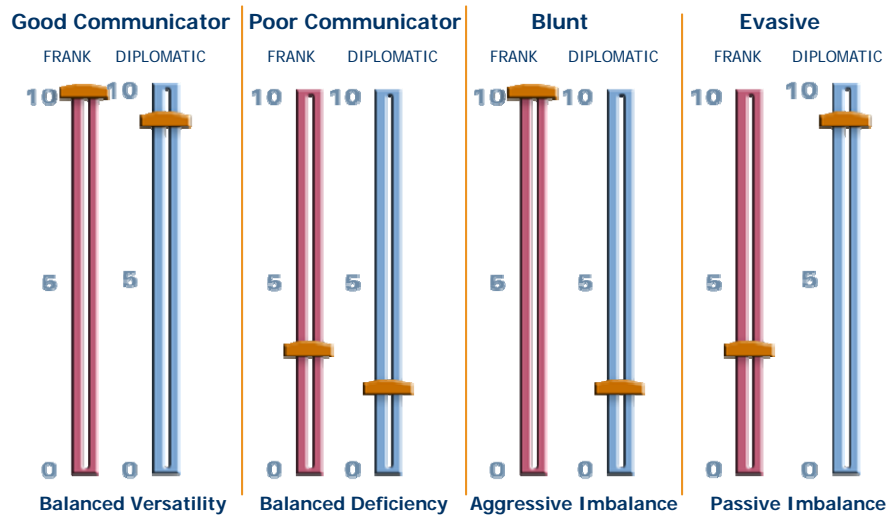 Good Communicator
FRANK DIPLOMATIC
10 10
5 5
0 0
Balanced Versatility
Poor Communicator
FRANK DIPLOMATIC
10 10
5 5
0 0
Balanced Deficiency
Blunt
FRANK DIPLOMATIC
10 10
5 5
0 0
Aggressive Imbalance
Evasive
FRANK DIPLOMATIC
10 10
5 5
0 0
Passive Imbalance